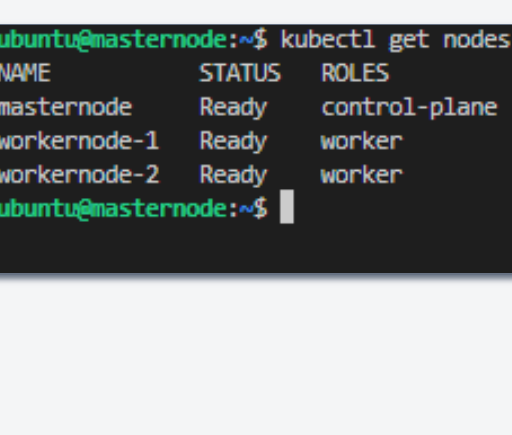 ubuntu@masternode:~$ kubectl get nodes
NAME STATUS ROLES
masternode Ready control-plane
workernode-1 Ready worker
workernode-2 Ready worker
ubuntu@masternode:~$